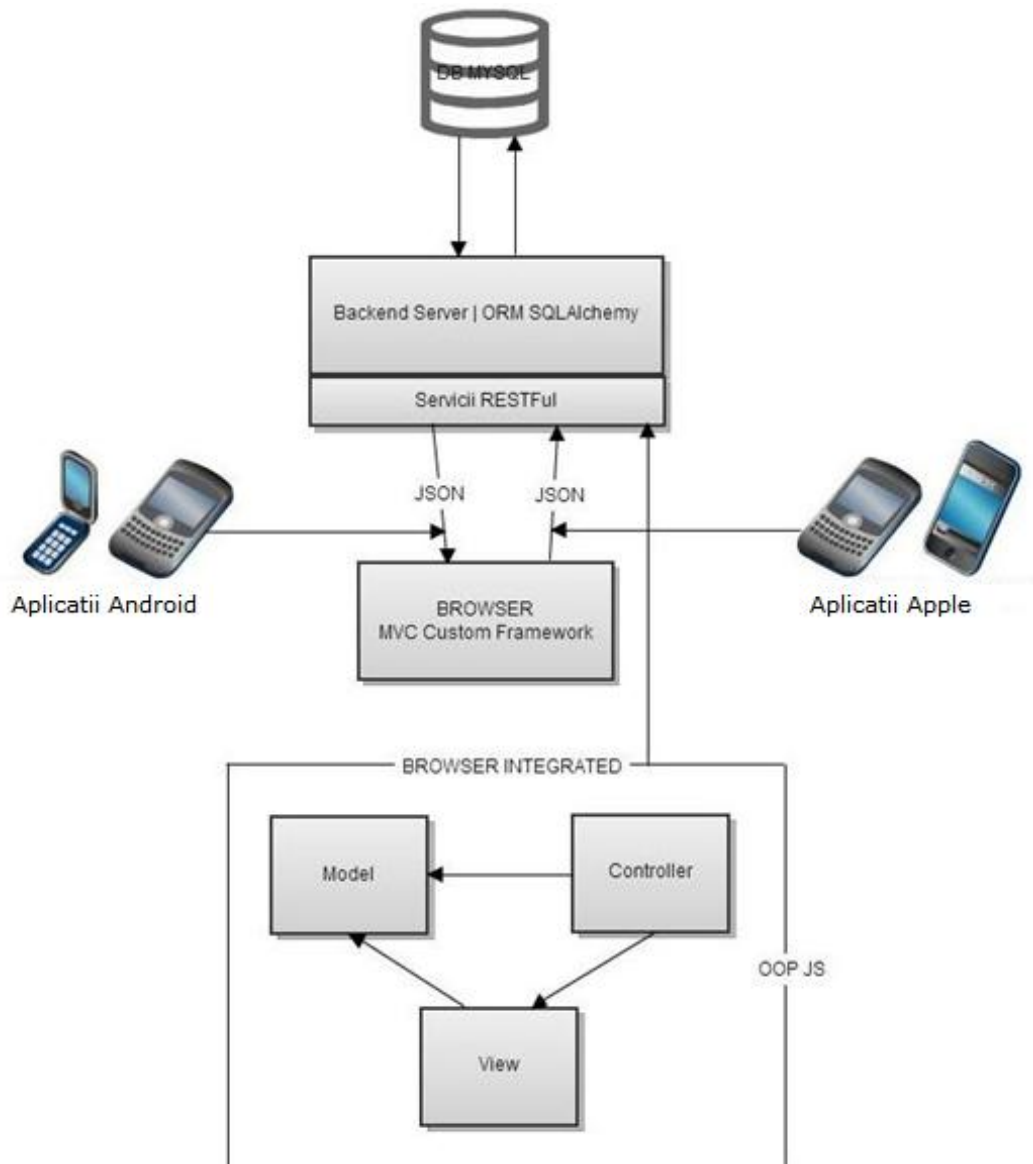 DB MYSQL
Backend Server | ORM SQLAlchemy
Servicii RESTFul
JSON
JSON
Aplicatii Android
Aplicatii Apple
BROWSER
MVC Custom Framework
BROWSER INTEGRATED
Model
Controller
OOP JS
View